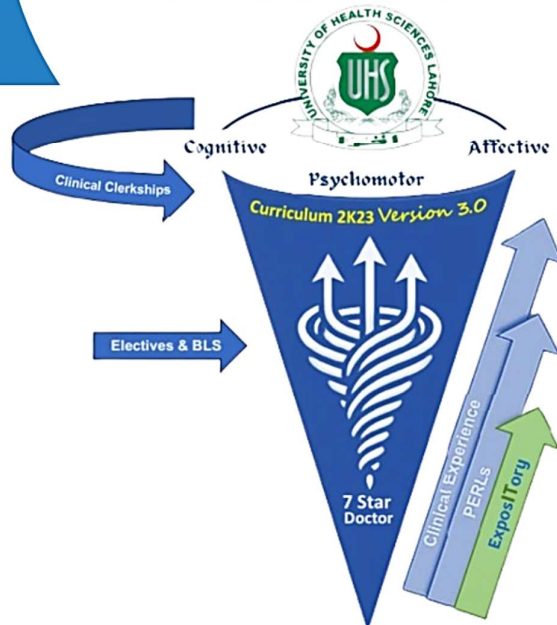 UNIVERSITY OF HEALTH SCIENCES LAHORE
UHS
Cognitive
Affective
Psychomotor
Clinical Clerkships
Curriculum 2K23 Version 3.0
Electives & BLS
7 Star
Doctor
Clinical Experience
PERLs
ExposITory